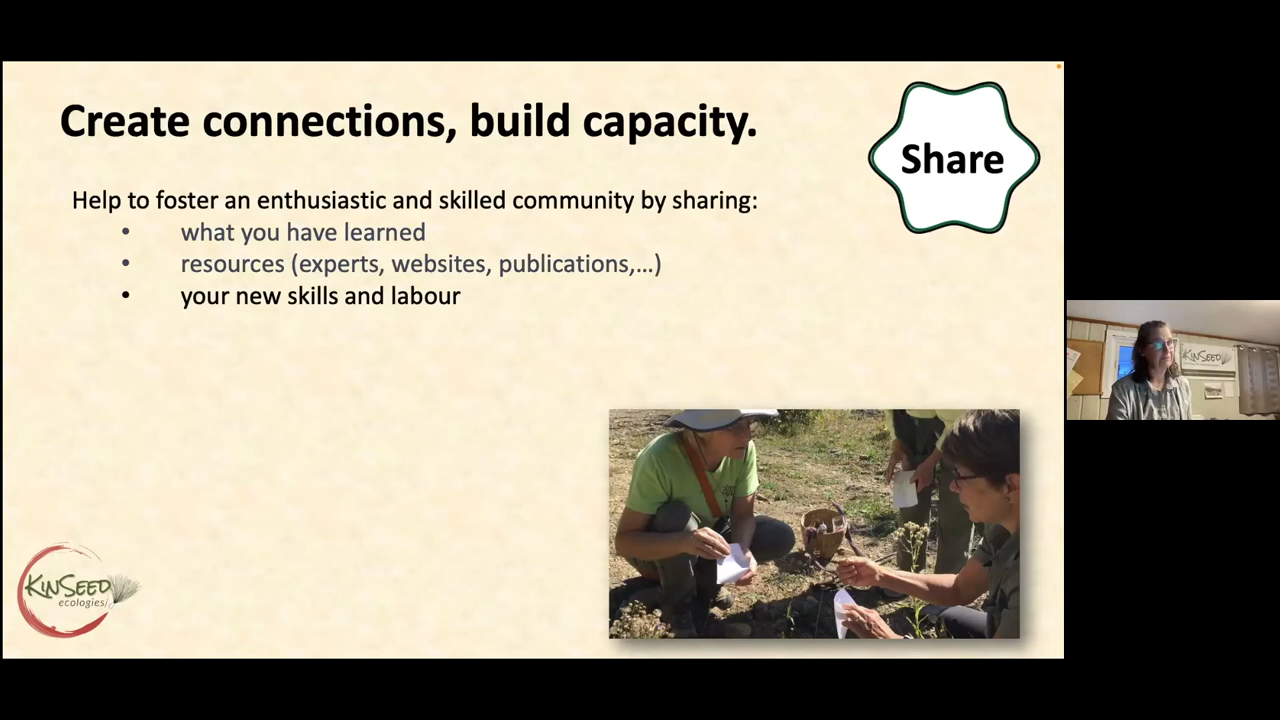 Create connections, build capacity.
Share
Help to foster an enthusiastic and skilled community by sharing:
• what you have learned
• resources (experts, websites, publications,...)
• your new skills and labour
KINSEED
ecologies
KINSEED